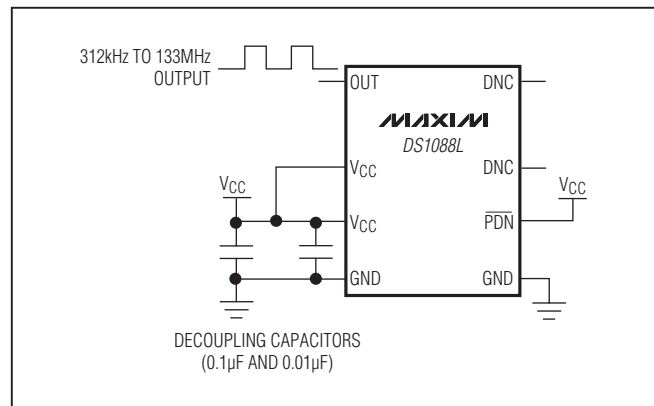 312kHz TO 133MHz
OUTPUT
OUT
DNC
MAXIM
DS1088L
VCC
DNC
VCC
VCC
VCC
PDN
GND
GND
DECOUPLING CAPACITORS
(0.1µF AND 0.01µF)